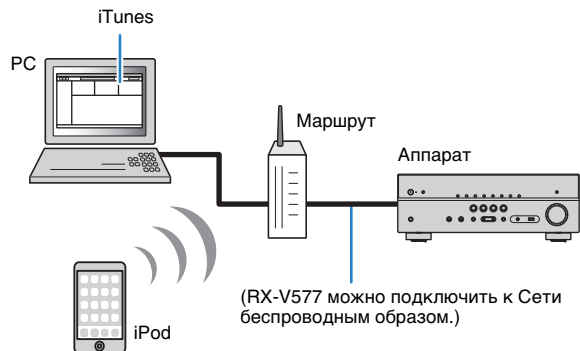 iTunes
PC
Маршрут
Аппарат
(RX-V577 можно подключить к Сети
беспроводным образом.)
iPod